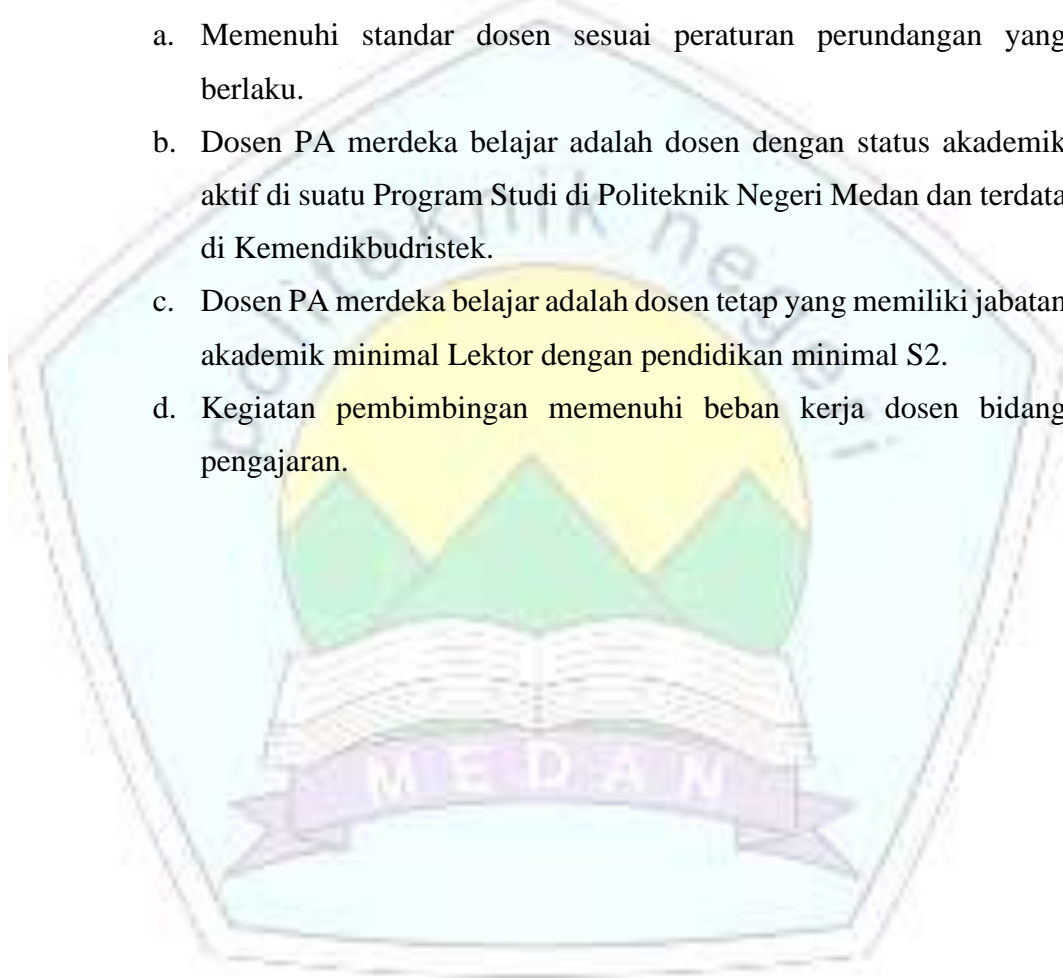 a. Memenuhi standar dosen sesuai peraturan perundangan yang
berlaku.
b. Dosen PA merdeka belajar adalah dosen dengan status akademik
aktif di suatu Program Studi di Politeknik Negeri Medan dan terdata
di Kemendikbudristek.
c. Dosen PA merdeka belajar adalah dosen tetap yang memiliki jabatan
akademik minimal Lektor dengan pendidikan minimal S2.
d. Kegiatan pembimbingan memenuhi beban kerja dosen bidang
pengajaran.
politeknik negeri
MEDAN